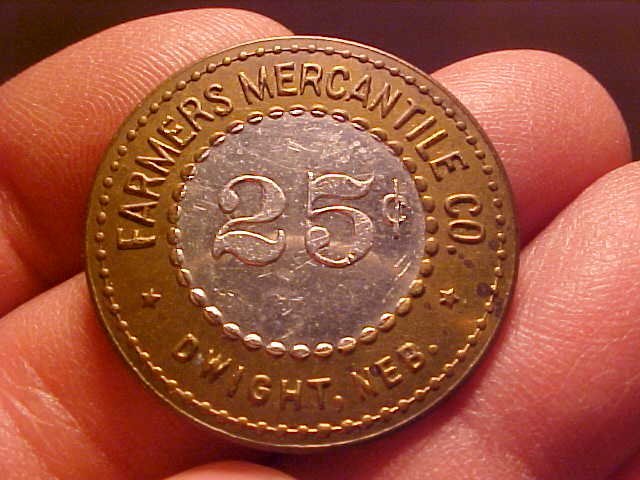 FARMERS MERCANTILE CO.
25¢
DWIGHT, NEB.